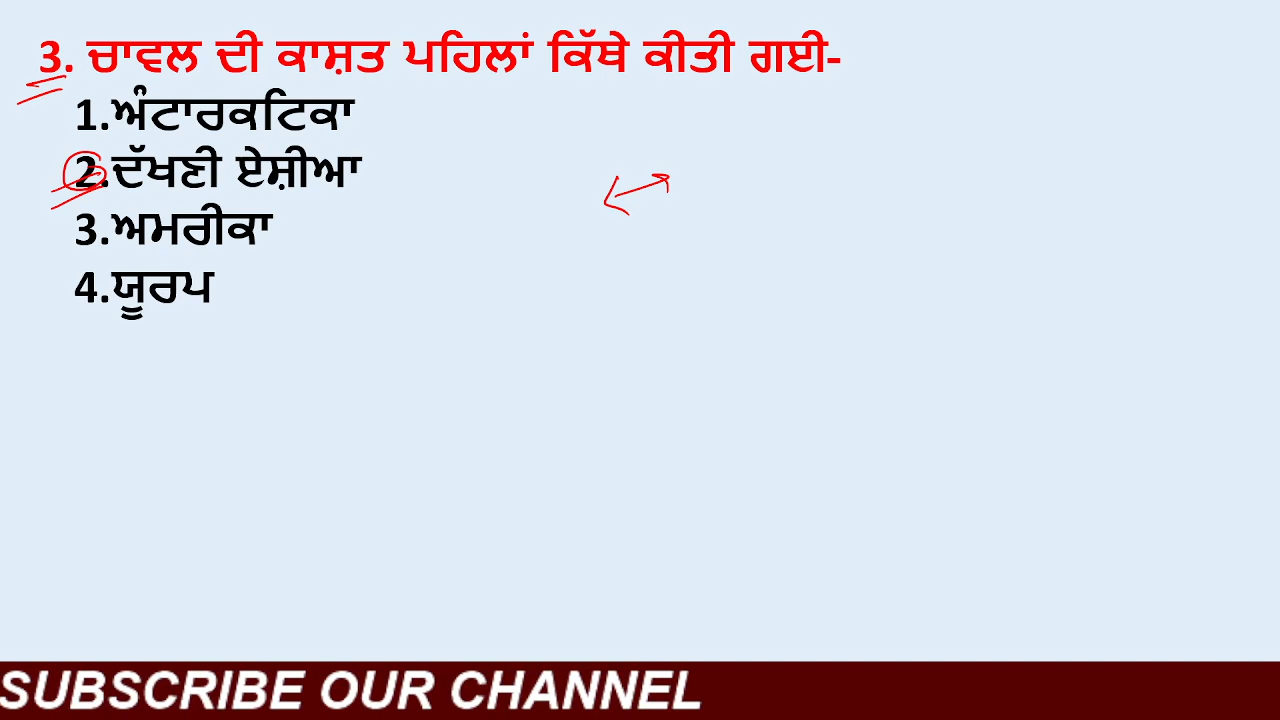 3. ਚਾਵਲ ਦੀ ਕਾਸ਼ਤ ਪਹਿਲਾਂ ਕਿੱਥੇ ਕੀਤੀ ਗਈ-
1.ਅੰਟਾਰਕਟਿਕਾ
2.ਦੱਖਣੀ ਏਸ਼ੀਆ
3.ਅਮਰੀਕਾ
4.ਯੂਰਪ
SUBSCRIBE OUR CHANNEL